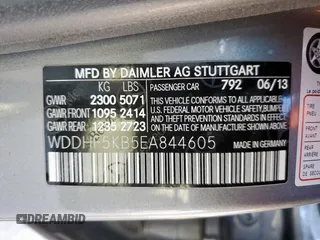 MFD BY DAIMLER AG STUTTGART
KG LBS 792 06/13
GVWR 2300 5071 THIS VEHICLE CONFORMS TO ALL APPLICABLE
GAWR FRONT 1095 2414 U.S. FEDERAL MOTOR VEHICLE SAFETY, BUMPER,
GAWR REAR 1235 2723 AND THEFT PREVENTION STANDARDS IN EFFECT
ON THE DATE OF MANUFACTURE SHOWN ABOVE.
WDDHF5KB5EA844605
MADE IN GERMANY
PASSENGER CAR
DREAMBID